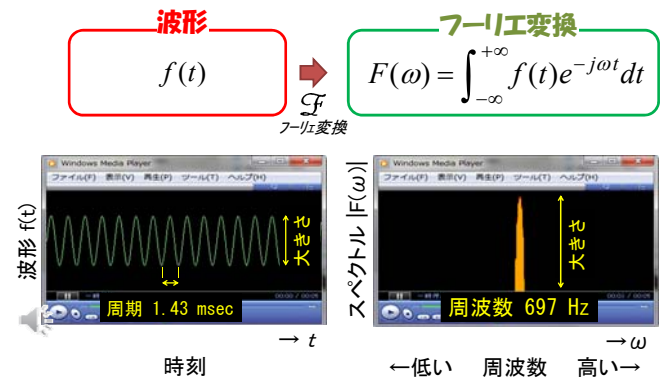 波形
フーリエ変換
f(t)
ℱ
フーリエ変換
F(ω) = ∫_{-∞}^{+∞} f(t)e^{-jωt}dt
Windows Media Player
ファイル(F) 表示(V) 再生(P) ツール(T) ヘルプ(H)
波形 f(t)
大きさ
周期 1.43 msec
→ t
時刻
Windows Media Player
ファイル(F) 表示(V) 再生(P) ツール(T) ヘルプ(H)
スペクトル |F(ω)|
大きさ
周波数 697 Hz
→ω
←低い 周波数 高い→